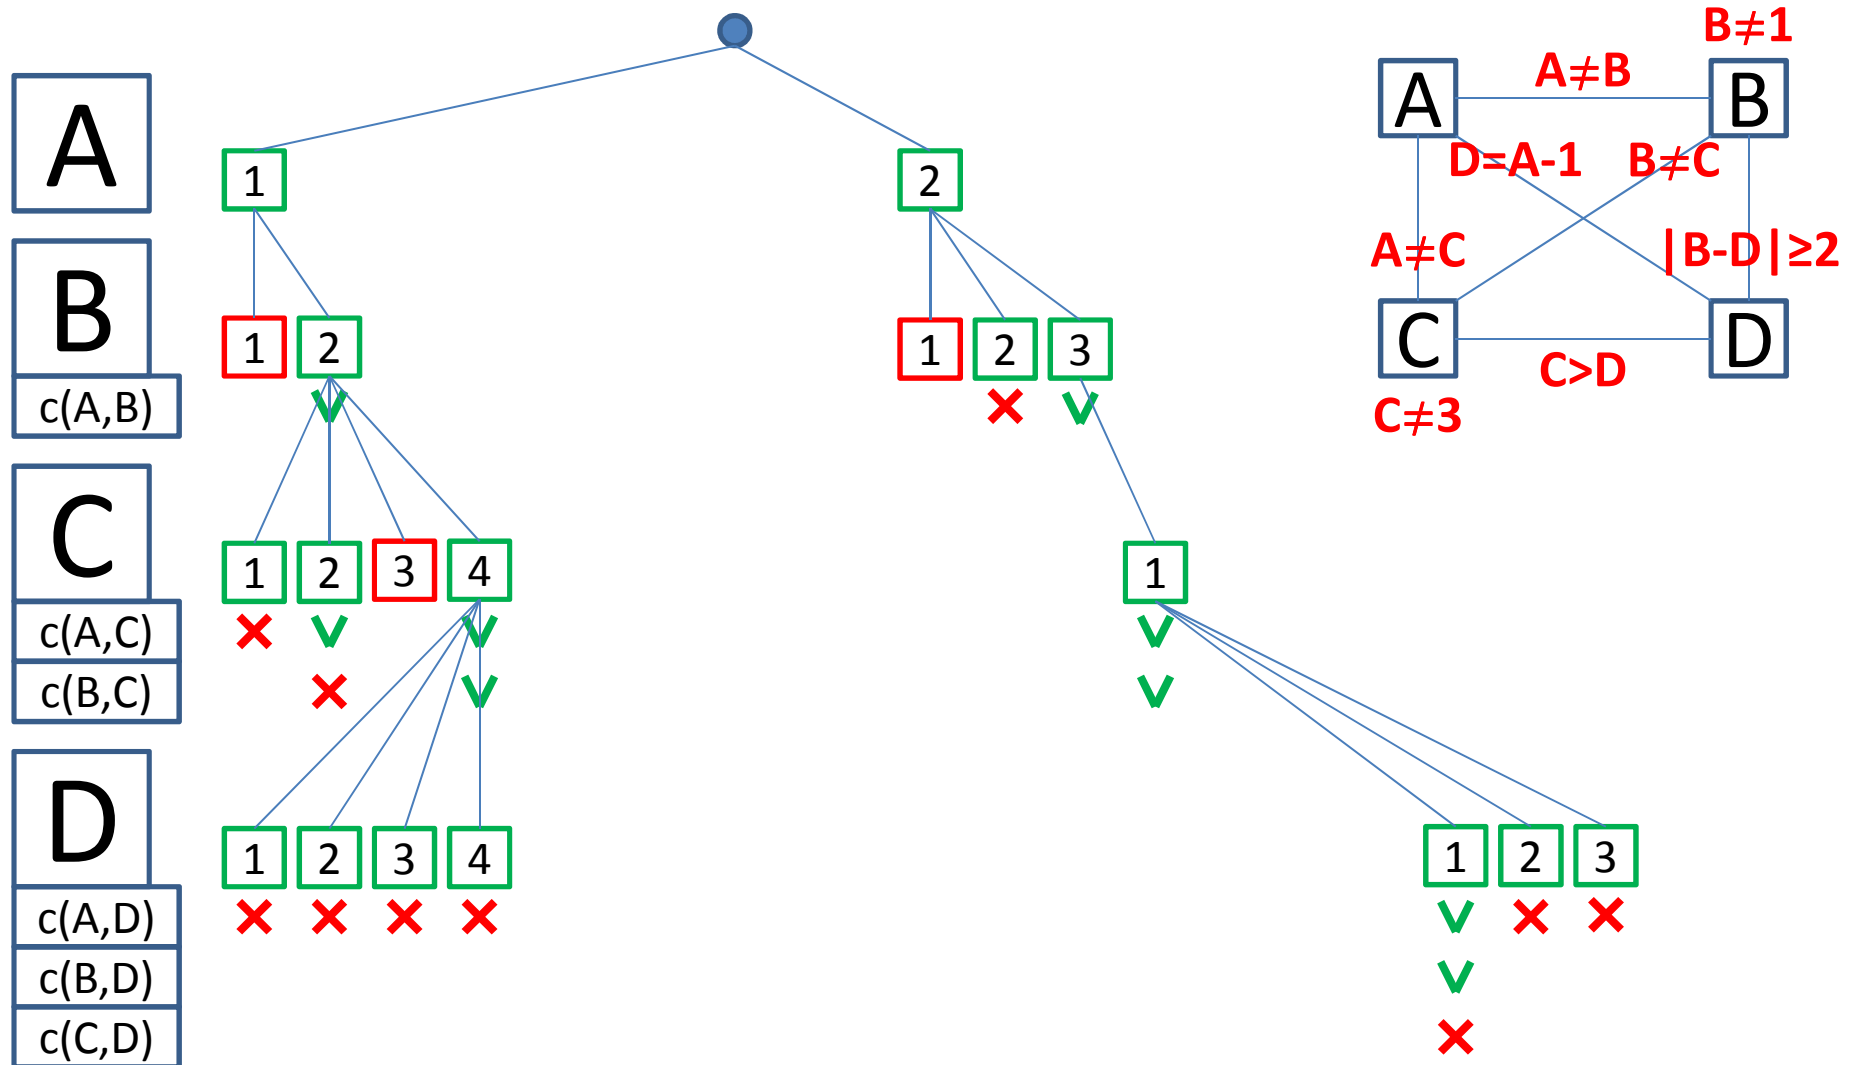 B≠1
A≠B
A
B
D=A-1
B≠C
A≠C
|B-D|≥2
C
D
C>D
C≠3
A
1
2
B
1
2
1
2
3
c(A,B)
C
1
2
3
4
1
c(A,C)
c(B,C)
D
1
2
3
4
1
2
3
c(A,D)
c(B,D)
c(C,D)